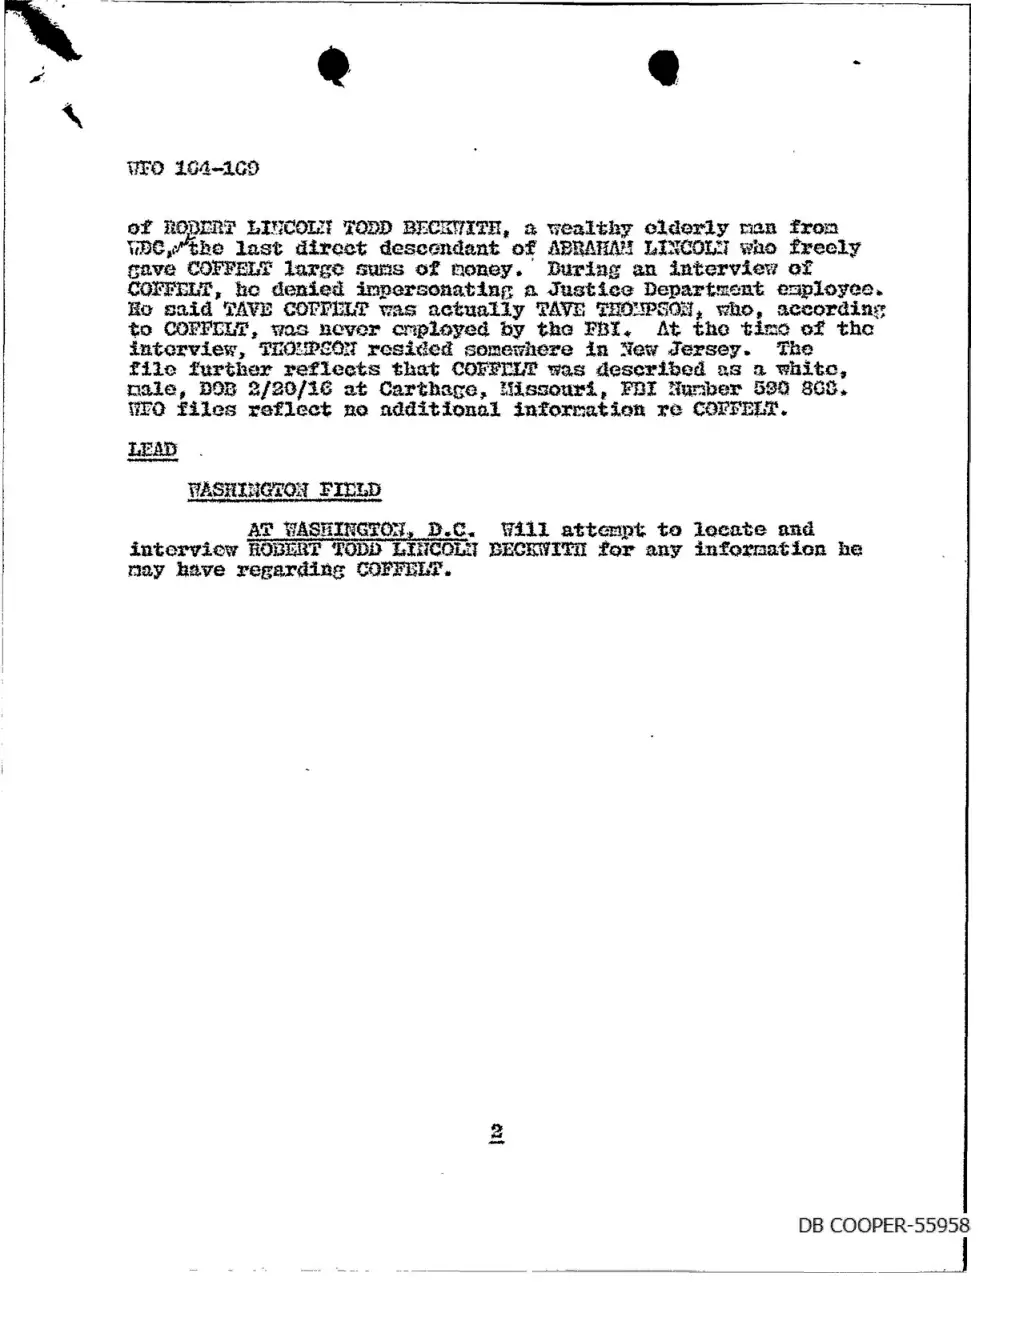 WFO 164-169
of ROBERT LINCOLN TODD BECKWITH, a wealthy elderly man from
WDC, the last direct descendant of ABRAHAM LINCOLN who freely
gave COFFELT large sums of money. During an interview of
COFFELT, he denied impersonating a Justice Department employee.
He said TAVE COFFELT was actually TAVE THOMPSON, who, according
to COFFELT, was never employed by the FBI. At the time of the
interview, THOMPSON resided somewhere in New Jersey. The
file further reflects that COFFELT was described as a white,
male, DOB 2/20/16 at Carthage, Missouri, FBI Number 590
WFO files reflect no additional information re COFFELT.
LEAD
WASHINGTON FIELD
AT WASHINGTON, D.C. Will attempt to locate and
interview ROBERT TODD LINCOLN BECKWITH for any information he
may have regarding COFFELT.
2
DB COOPER-55958